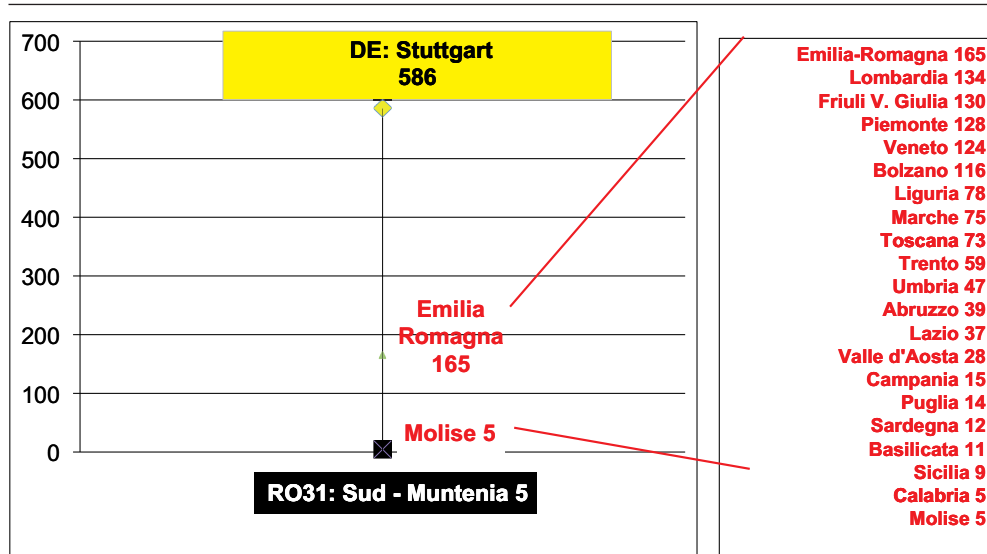 700
600
500
400
300
200
100
0
DE: Stuttgart
586
Emilia
Romagna
165
Molise 5
RO31: Sud - Muntenia 5
Emilia-Romagna 165
Lombardia 134
Friuli V. Giulia 130
Piemonte 128
Veneto 124
Bolzano 116
Liguria 78
Marche 75
Toscana 73
Trento 59
Umbria 47
Abruzzo 39
Lazio 37
Valle d'Aosta 28
Campania 15
Puglia 14
Sardegna 12
Basilicata 11
Sicilia 9
Calabria 5
Molise 5